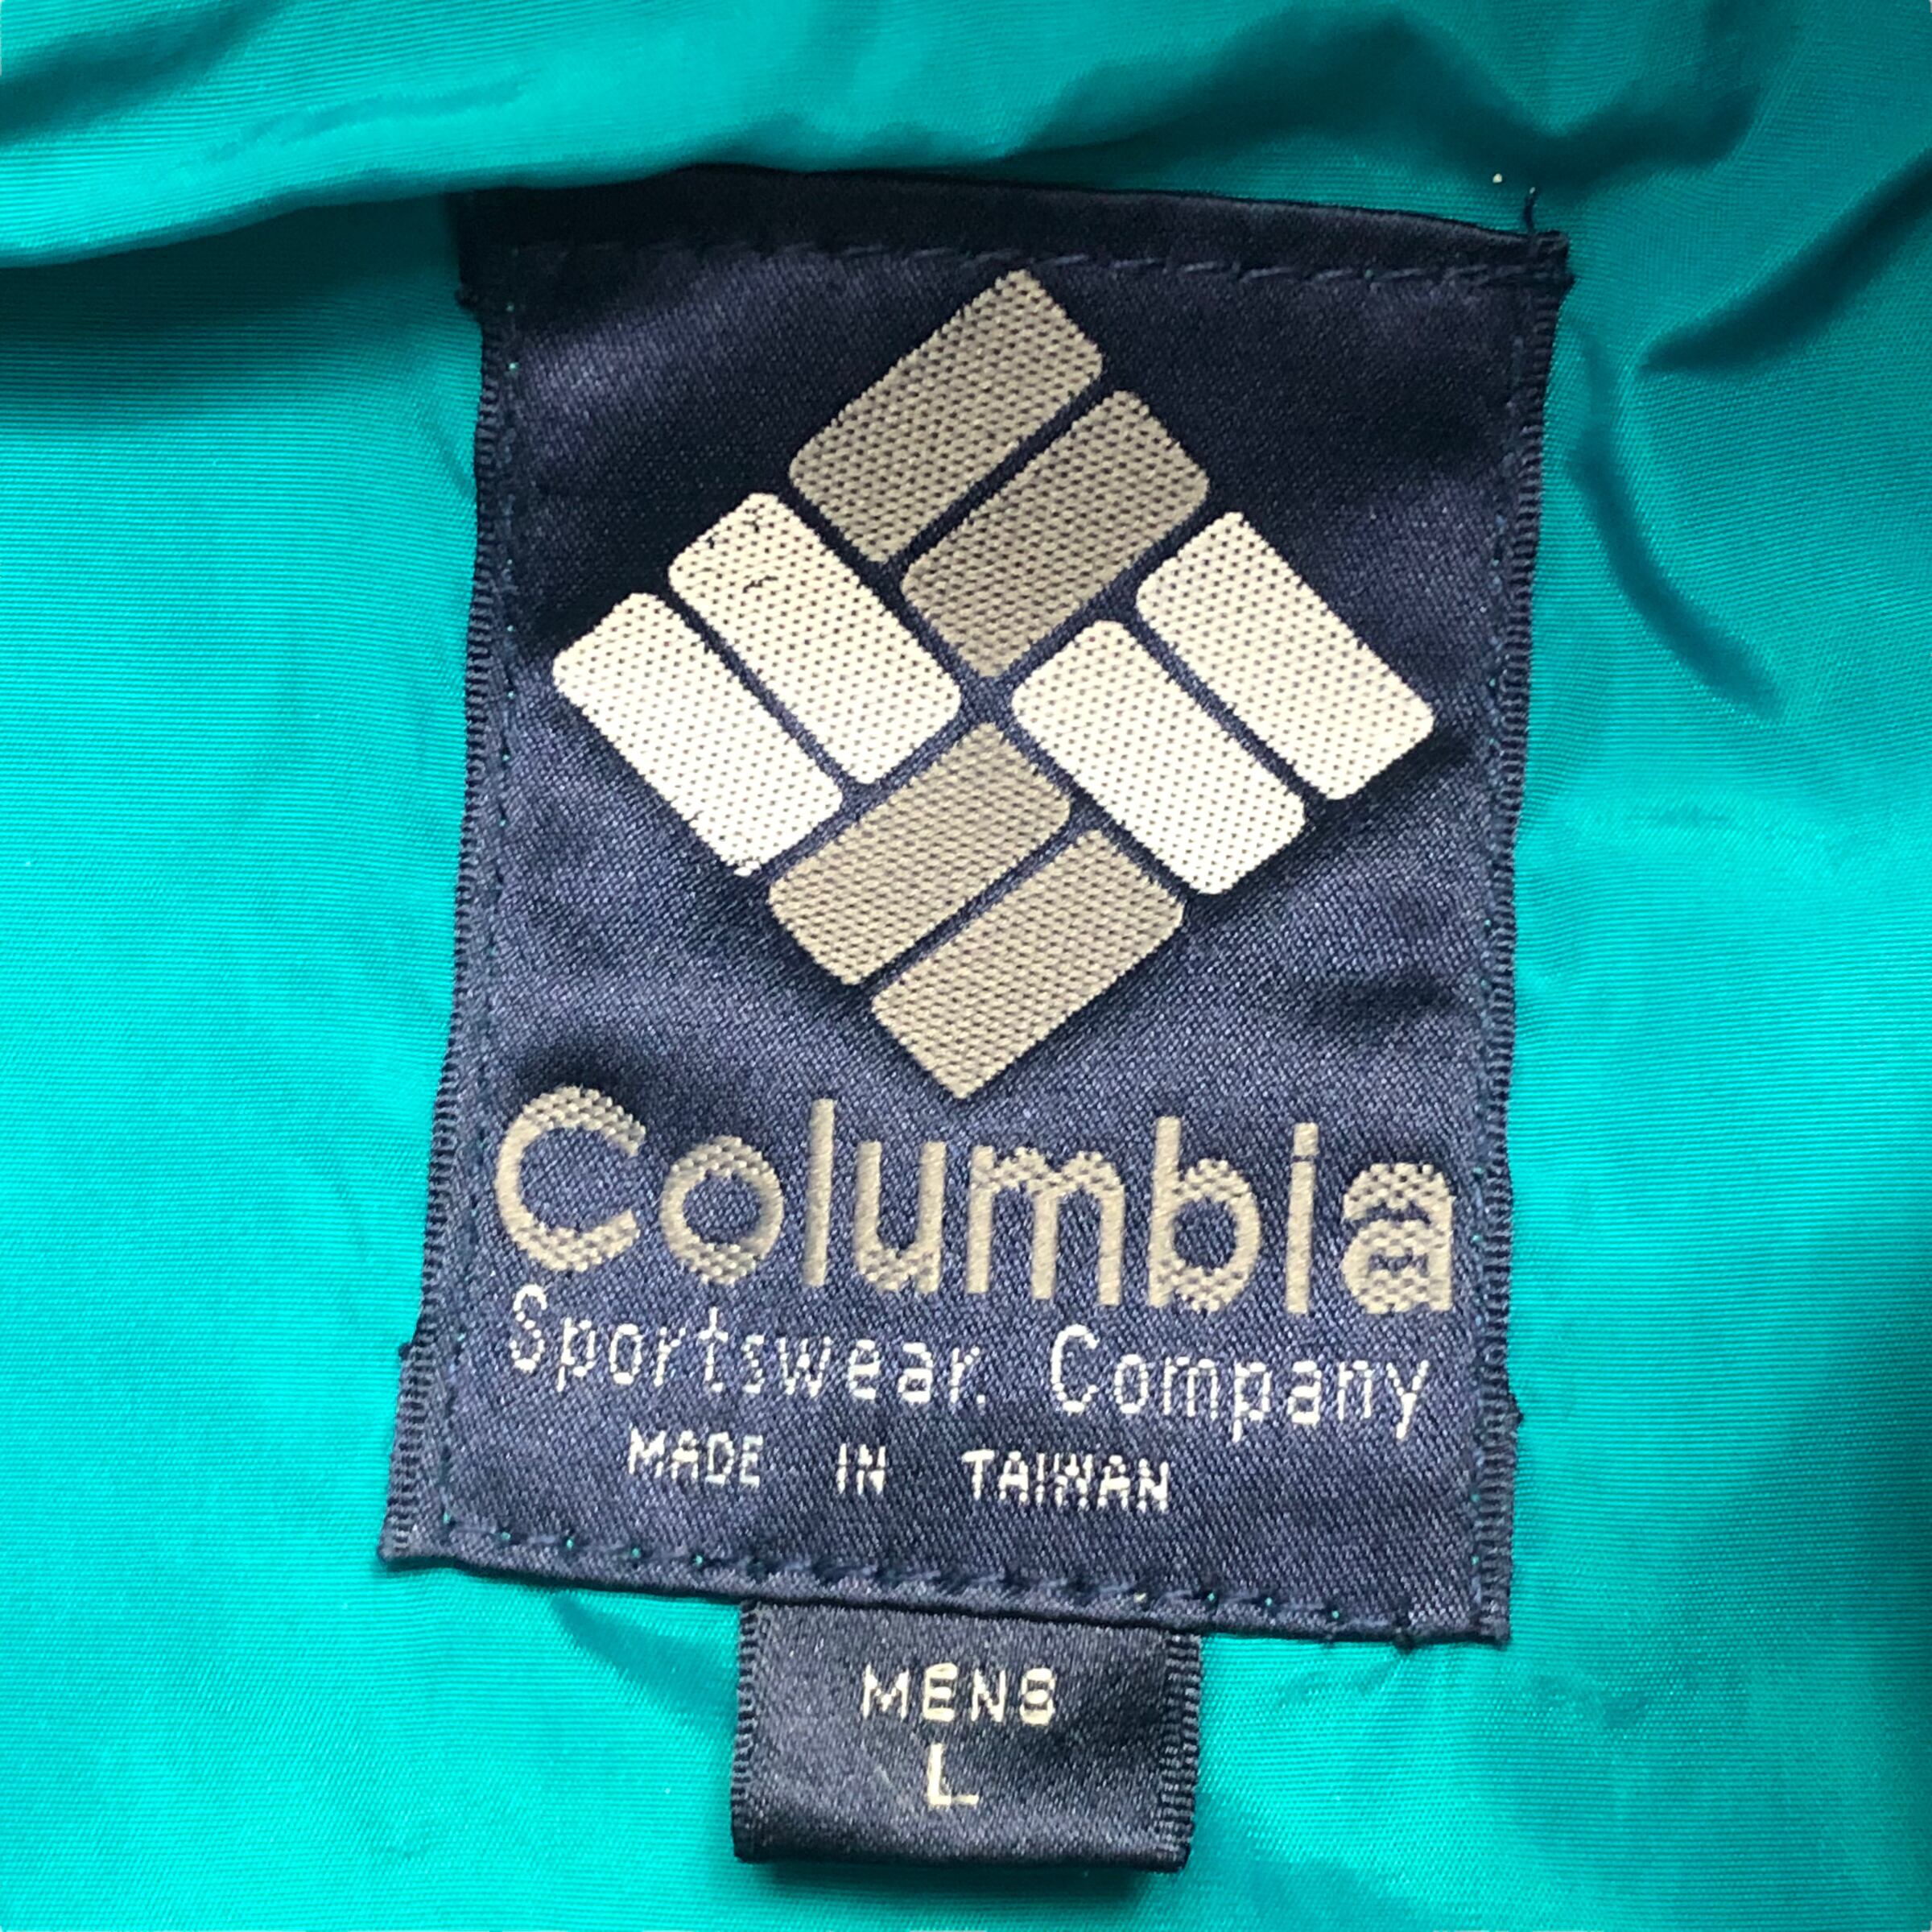 Columbia
Sportswear. Company
MADE IN TAIWAN
MENS
L